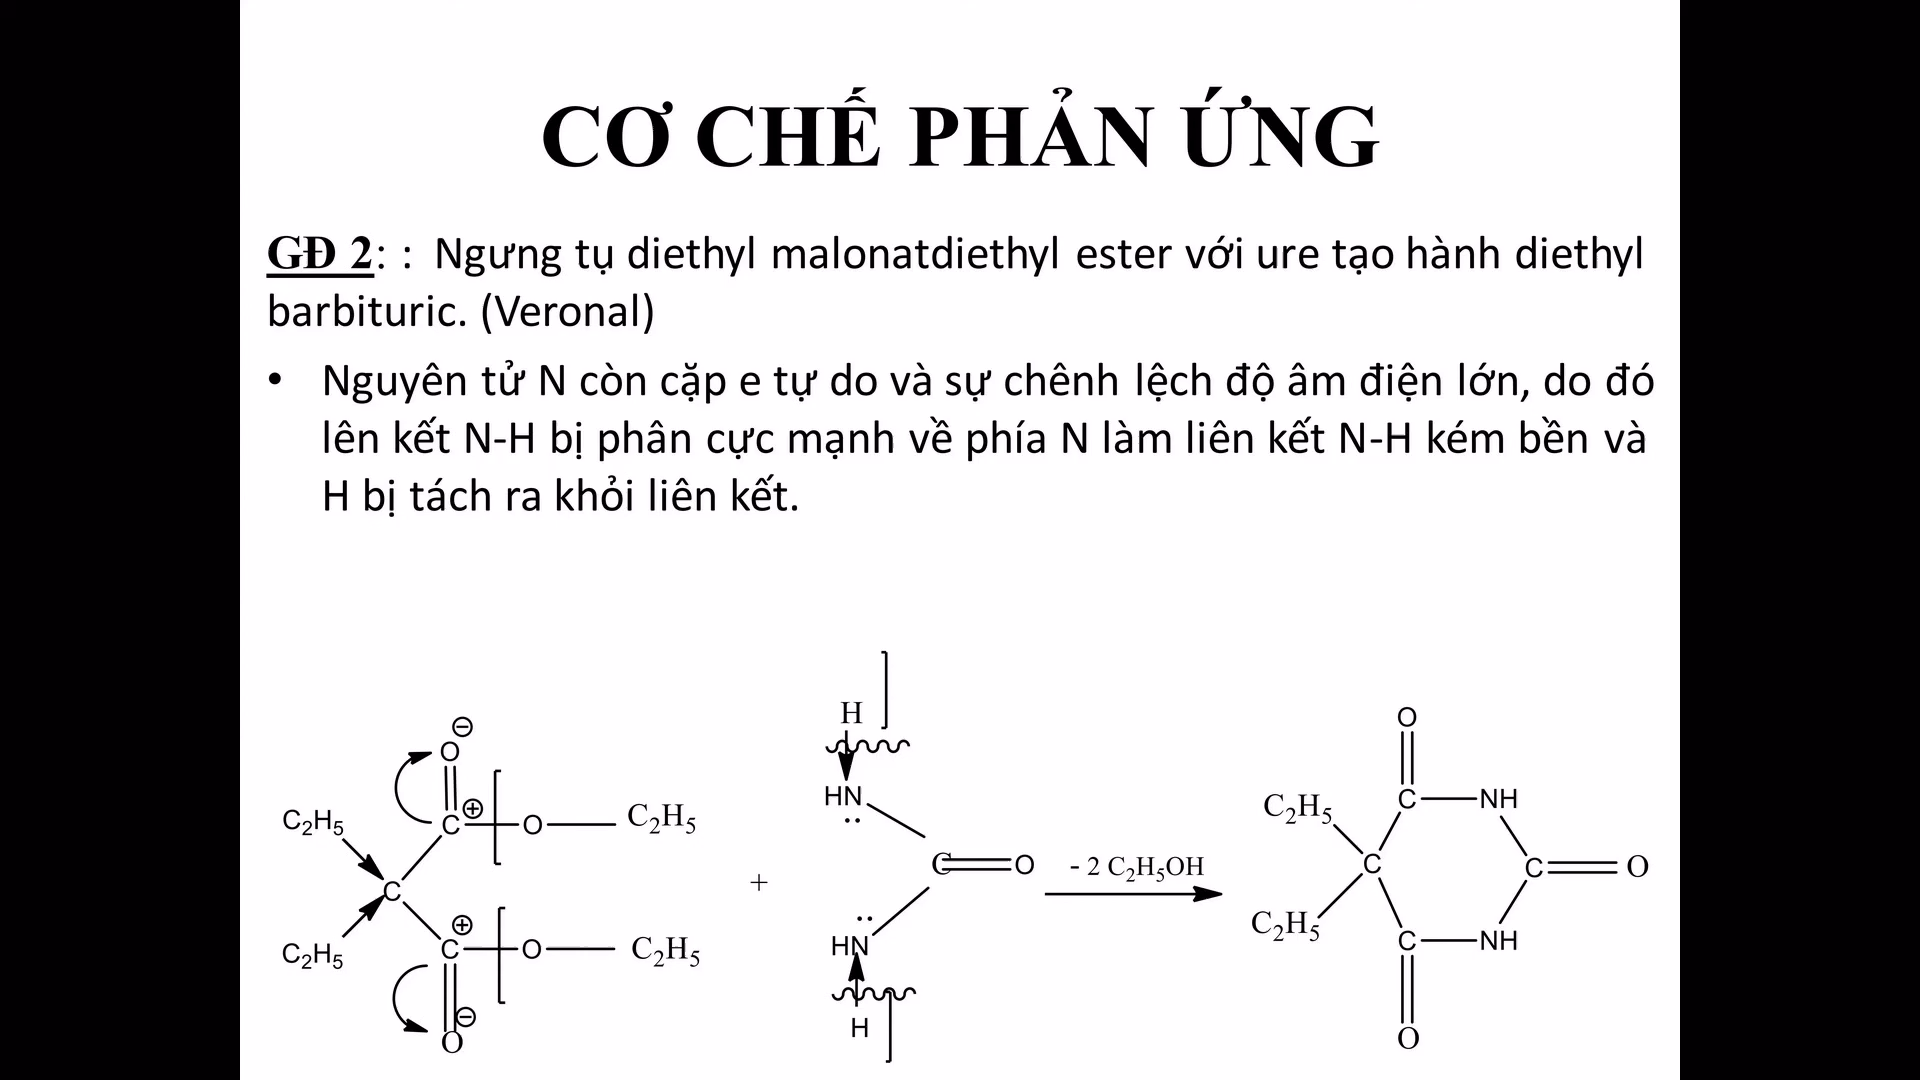 CƠ CHẾ PHẢN ỨNG
GĐ 2: : Ngưng tụ diethyl malonatdiethyl ester với ure tạo hành diethyl
barbituric. (Veronal)
• Nguyên tử N còn cặp e tự do và sự chênh lệch độ âm điện lớn, do đó
lên kết N-H bị phân cực mạnh về phía N làm liên kết N-H kém bền và
H bị tách ra khỏi liên kết.
H
O ⊖
O
C₂H₅ C ⊕ O C₂H₅
HN
C₂H₅ C NH
C + C O
- 2 C₂H₅OH
C C O
C₂H₅ C ⊕ O C₂H₅
HN
C₂H₅ C NH
O ⊖
H
O